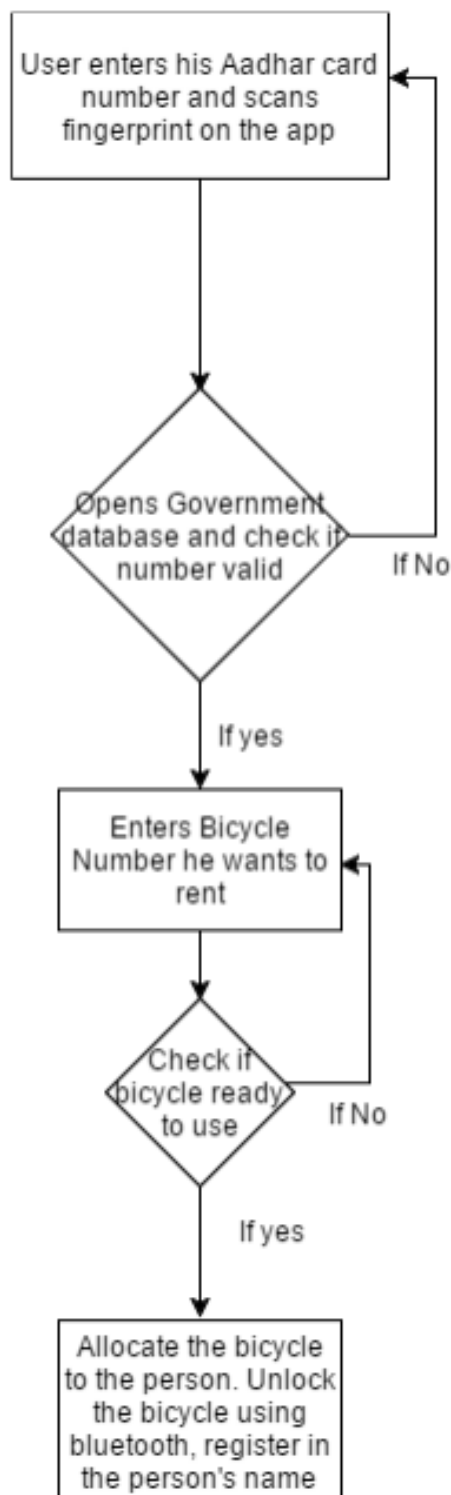 User enters his Aadhar card
number and scans
fingerprint on the app
Opens Government
database and check if
number valid
If No
If yes
Enters Bicycle
Number he wants to
rent
Check if
bicycle ready
to use
If No
If yes
Allocate the bicycle
to the person. Unlock
the bicycle using
bluetooth, register in
the person's name